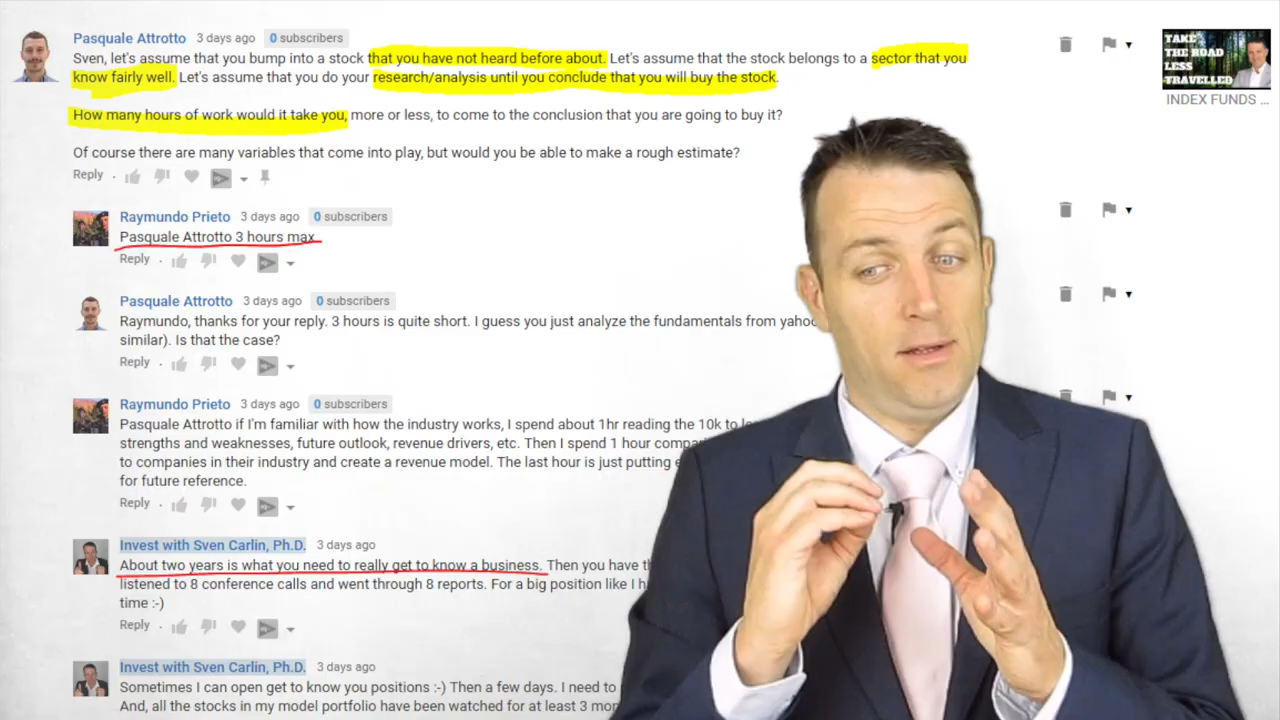 Pasquale Attrotto 3 days ago 0 subscribers
Sven, let's assume that you bump into a stock that you have not heard before about. Let's assume that the stock belongs to a sector that you
know fairly well. Let's assume that you do your research/analysis until you conclude that you will buy the stock.
How many hours of work would it take you, more or less, to come to the conclusion that you are going to buy it?
Of course there are many variables that come into play, but would you be able to make a rough estimate?
Reply
TAKE THE ROAD
LESS
TRAVELLED
INDEX FUNDS ...
Raymundo Prieto 3 days ago 0 subscribers
Pasquale Attrotto 3 hours max
Reply
Pasquale Attrotto 3 days ago 0 subscribers
Raymundo, thanks for your reply. 3 hours is quite short. I guess you just analyze the fundamentals from yahoo
similar). Is that the case?
Reply
Raymundo Prieto 3 days ago 0 subscribers
Pasquale Attrotto if I'm familiar with how the industry works, I spend about 1hr reading the 10k to
strengths and weaknesses, future outlook, revenue drivers, etc. Then I spend 1 hour
to companies in their industry and create a revenue model. The last hour is just putting
for future reference.
Reply
Invest with Sven Carlin, Ph.D. 3 days ago
About two years is what you need to really get to know a business. Then you have
listened to 8 conference calls and went through 8 reports. For a big position like I
time :-)
Reply
Invest with Sven Carlin, Ph.D. 3 days ago
Sometimes I can open get to know you positions :-) Then a few days. I need to
And, all the stocks in my model portfolio have been watched for at least 3